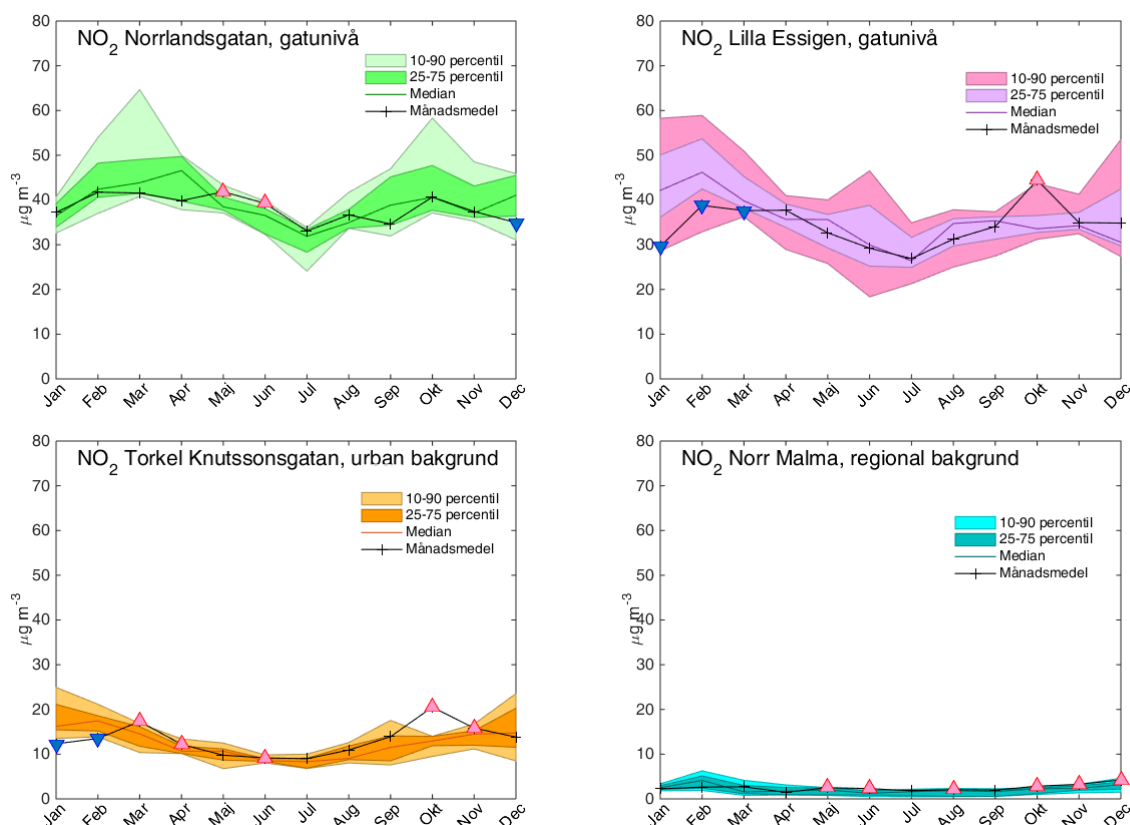 NO2 Norrlandsgatan, gatunivå
10-90 percentil
25-75 percentil
Median
Månadsmedel
µg m-3
80
70
60
50
40
30
20
10
0
Jan Feb Mar Apr Maj Jun Jul Aug Sep Okt Nov Dec
NO2 Lilla Essigen, gatunivå
10-90 percentil
25-75 percentil
Median
Månadsmedel
µg m-3
80
70
60
50
40
30
20
10
0
Jan Feb Mar Apr Maj Jun Jul Aug Sep Okt Nov Dec
NO2 Torkel Knutssonsgatan, urban bakgrund
10-90 percentil
25-75 percentil
Median
Månadsmedel
µg m-3
80
70
60
50
40
30
20
10
0
Jan Feb Mar Apr Maj Jun Jul Aug Sep Okt Nov Dec
NO2 Norr Malma, regional bakgrund
10-90 percentil
25-75 percentil
Median
Månadsmedel
µg m-3
80
70
60
50
40
30
20
10
0
Jan Feb Mar Apr Maj Jun Jul Aug Sep Okt Nov Dec